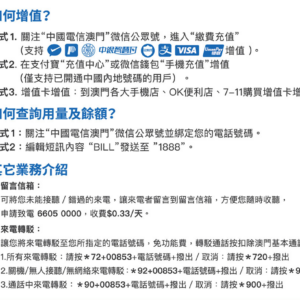 何增值?
式1. 關注“中國電信澳門”微信公眾號，進入“繳費充值”
(支持 中銀智能支付 VISA 增值)。
式2. 在支付寶“充值中心”或微信錢包“手機充值”增值
(僅支持已開通中國內地號碼的用戶)。
式3. 增值卡增值：到澳門各大手機店、OK便利店、7-11購買增值卡
何查詢用量及餘額?
式1：關注“中國電信澳門”微信公眾號並綁定您的電話號碼。
式2：編輯短訊內容 “BILL”發送至 “1888”。
其它業務介紹
留言信箱：
可將您未能接聽/錯過的來電，讓來電者留言到留言信箱，方便您隨時收聽，
申請致電 6605 0000，收費$0.33/天。
來電轉駁：
讓您將來電轉駁至您所指定的電話號碼，免功能費，轉駁通話按扣除澳門基本通
1.所有來電轉駁：請按*72+00853+電話號碼+撥出 / 取消：請按*720+撥出
2.關機/無人接聽/無網絡來電轉駁：*92+00853+電話號碼+撥出 / 取消：請按*9
3.通話中來電轉駁：*90+00853+電話號碼+撥出 / 取消：請按*900+撥出